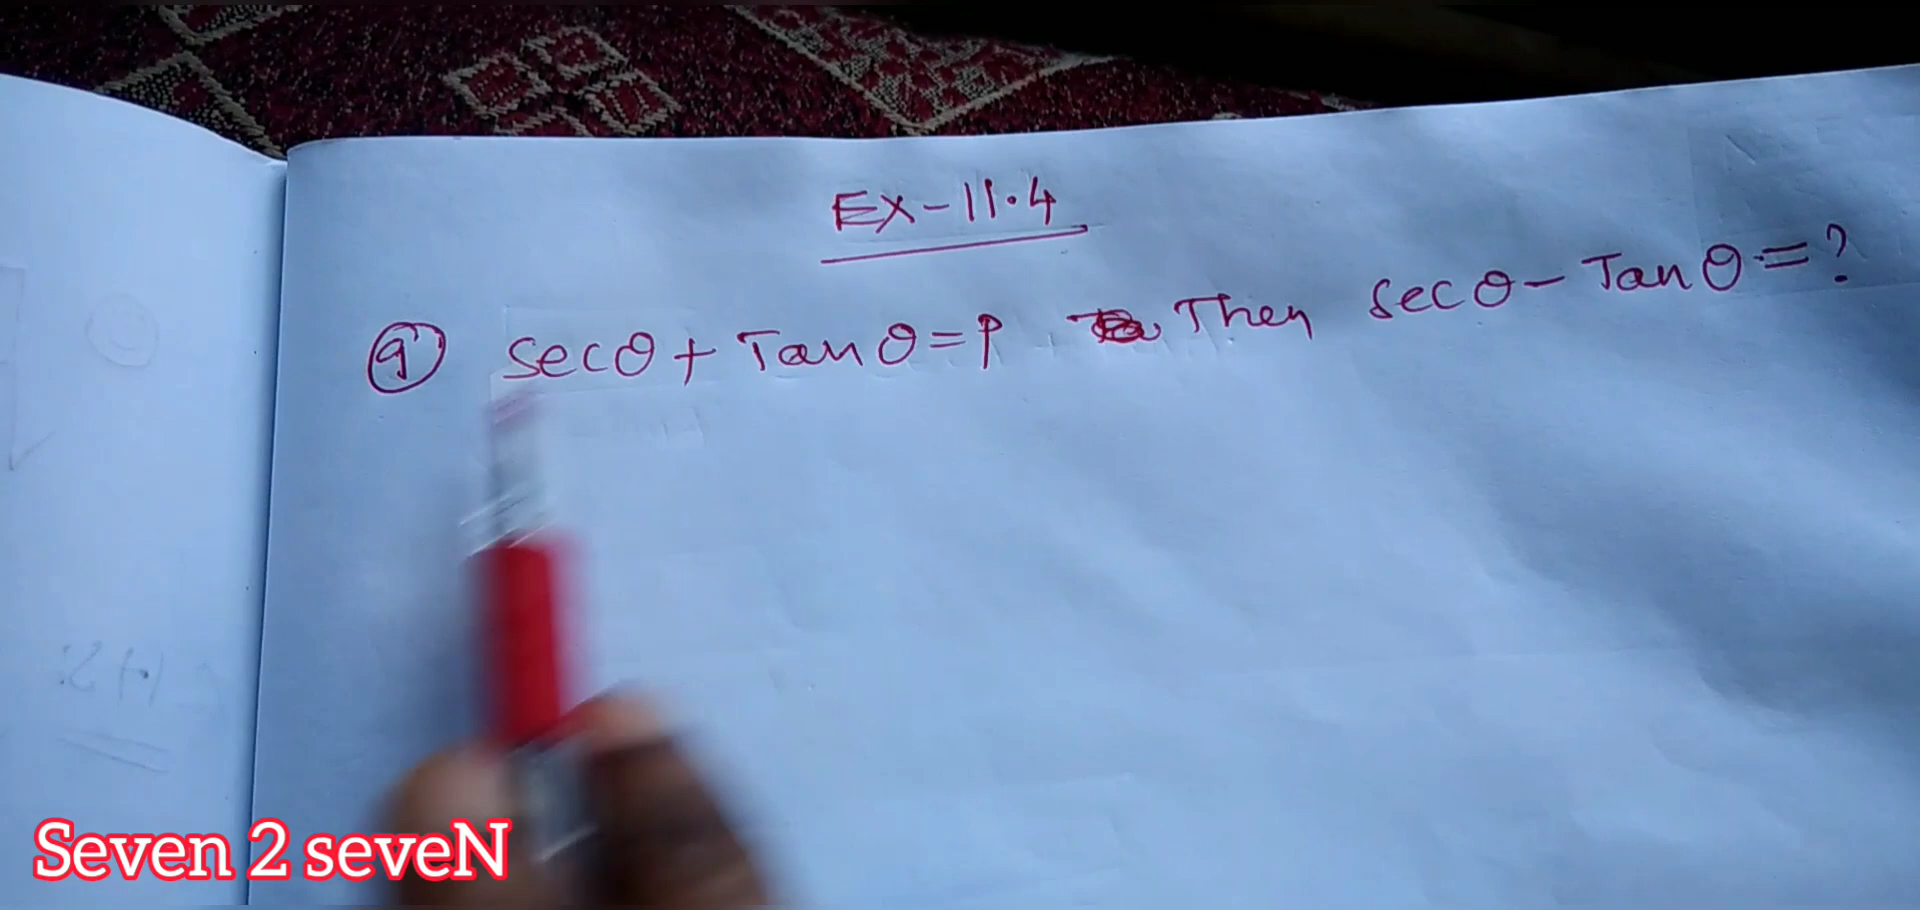 Ex-11.4
9) secθ + Tanθ = P, Then secθ - Tanθ = ?
Seven 2 seveN